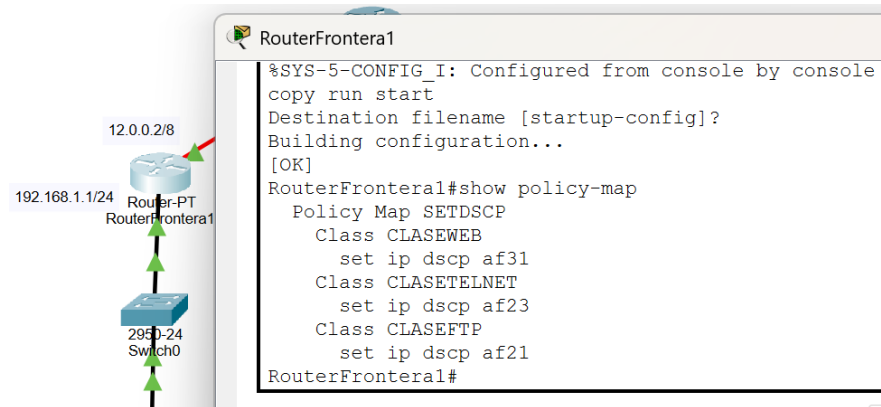 RouterFrontera1
%SYS-5-CONFIG_I: Configured from console by console
copy run start
Destination filename [startup-config]?
Building configuration...
[OK]
RouterFrontera1#show policy-map
Policy Map SETDSCP
Class CLASEWEB
set ip dscp af31
Class CLASETELNET
set ip dscp af23
Class CLASEFTP
set ip dscp af21
RouterFrontera1#
12.0.0.2/8
192.168.1.1/24
Router-PT
RouterFrontera1
2950-24
Switch0